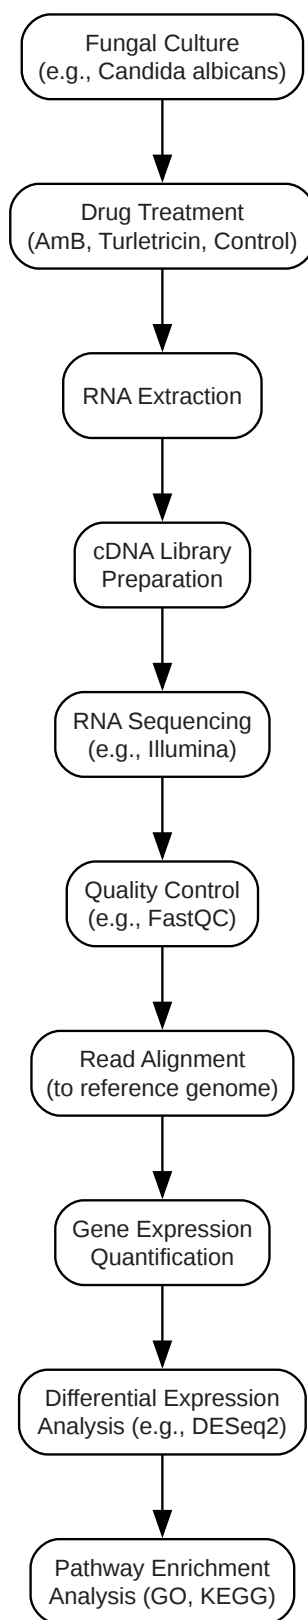 Fungal Culture
(e.g., Candida albicans)
Drug Treatment
(AmB, Turletricin, Control)
RNA Extraction
cDNA Library
Preparation
RNA Sequencing
(e.g., Illumina)
Quality Control
(e.g., FastQC)
Read Alignment
(to reference genome)
Gene Expression
Quantification
Differential Expression
Analysis (e.g., DESeq2)
Pathway Enrichment
Analysis (GO, KEGG)